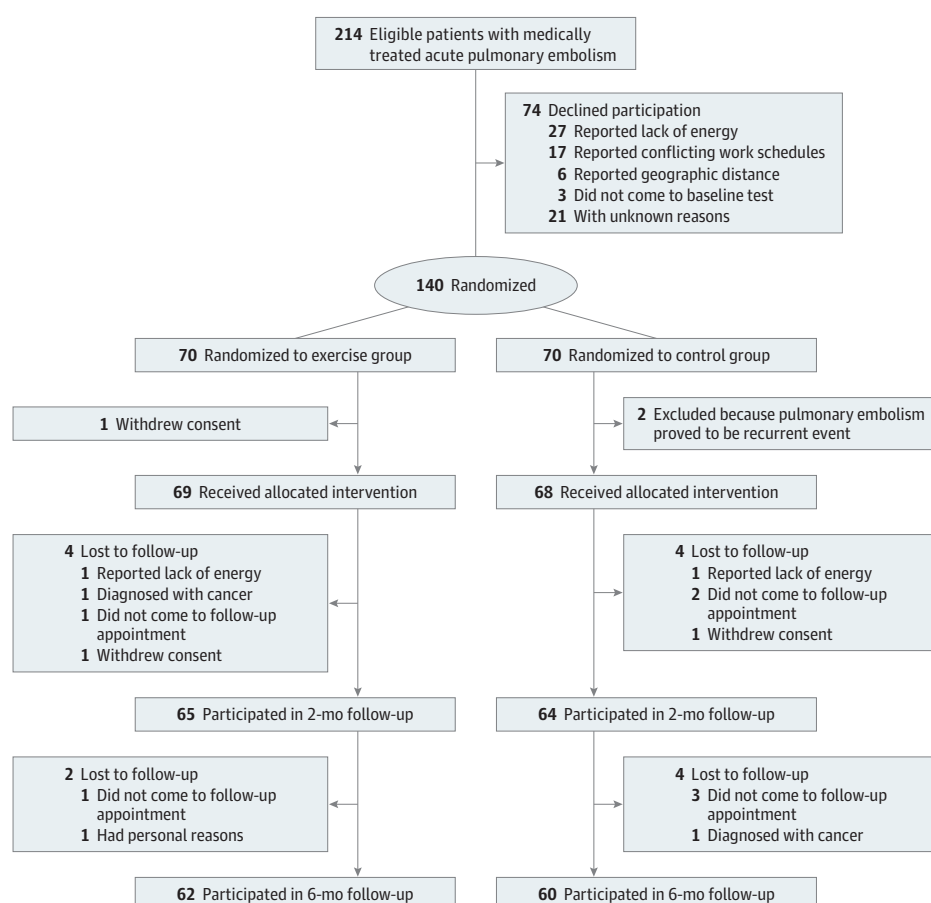 214 Eligible patients with medically
treated acute pulmonary embolism
74 Declined participation
27 Reported lack of energy
17 Reported conflicting work schedules
6 Reported geographic distance
3 Did not come to baseline test
21 With unknown reasons
140 Randomized
70 Randomized to exercise group
70 Randomized to control group
1 Withdrew consent
2 Excluded because pulmonary embolism
proved to be recurrent event
69 Received allocated intervention
68 Received allocated intervention
4 Lost to follow-up
1 Reported lack of energy
1 Diagnosed with cancer
1 Did not come to follow-up
appointment
1 Withdrew consent
4 Lost to follow-up
1 Reported lack of energy
2 Did not come to follow-up
appointment
1 Withdrew consent
65 Participated in 2-mo follow-up
64 Participated in 2-mo follow-up
2 Lost to follow-up
1 Did not come to follow-up
appointment
1 Had personal reasons
4 Lost to follow-up
3 Did not come to follow-up
appointment
1 Diagnosed with cancer
62 Participated in 6-mo follow-up
60 Participated in 6-mo follow-up